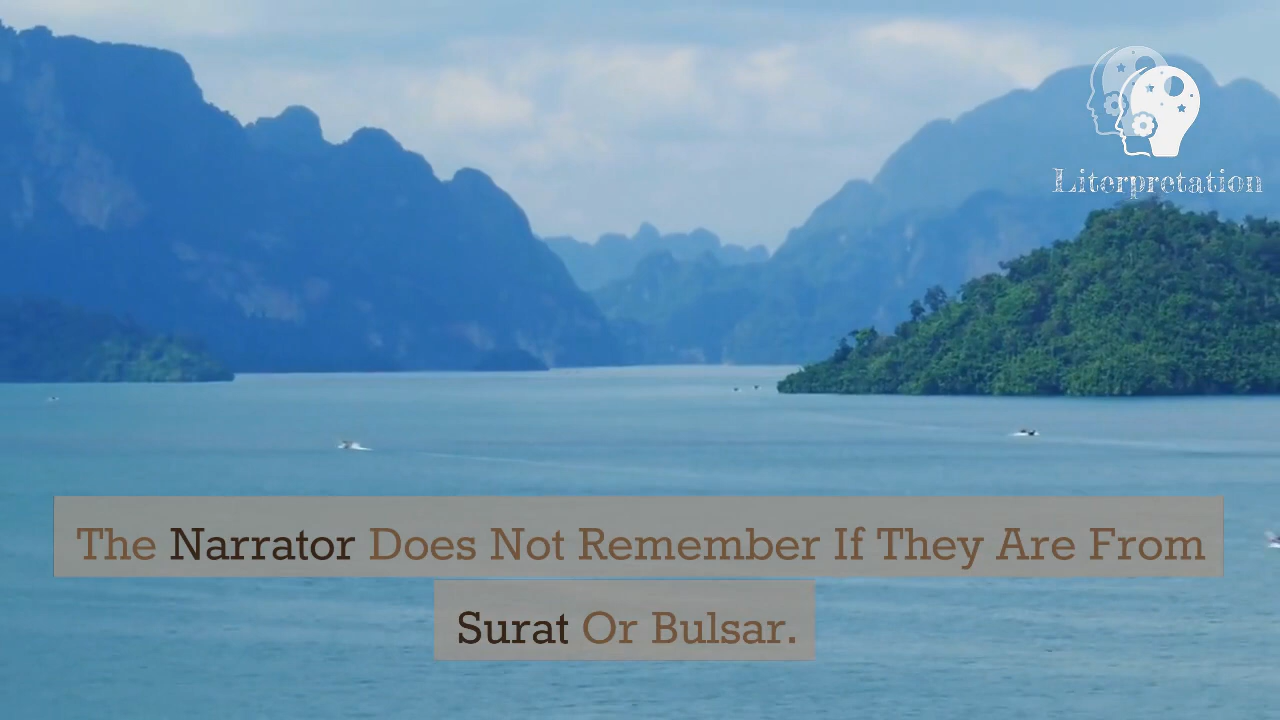 Literpretation
The Narrator Does Not Remember If They Are From
Surat Or Bulsar.